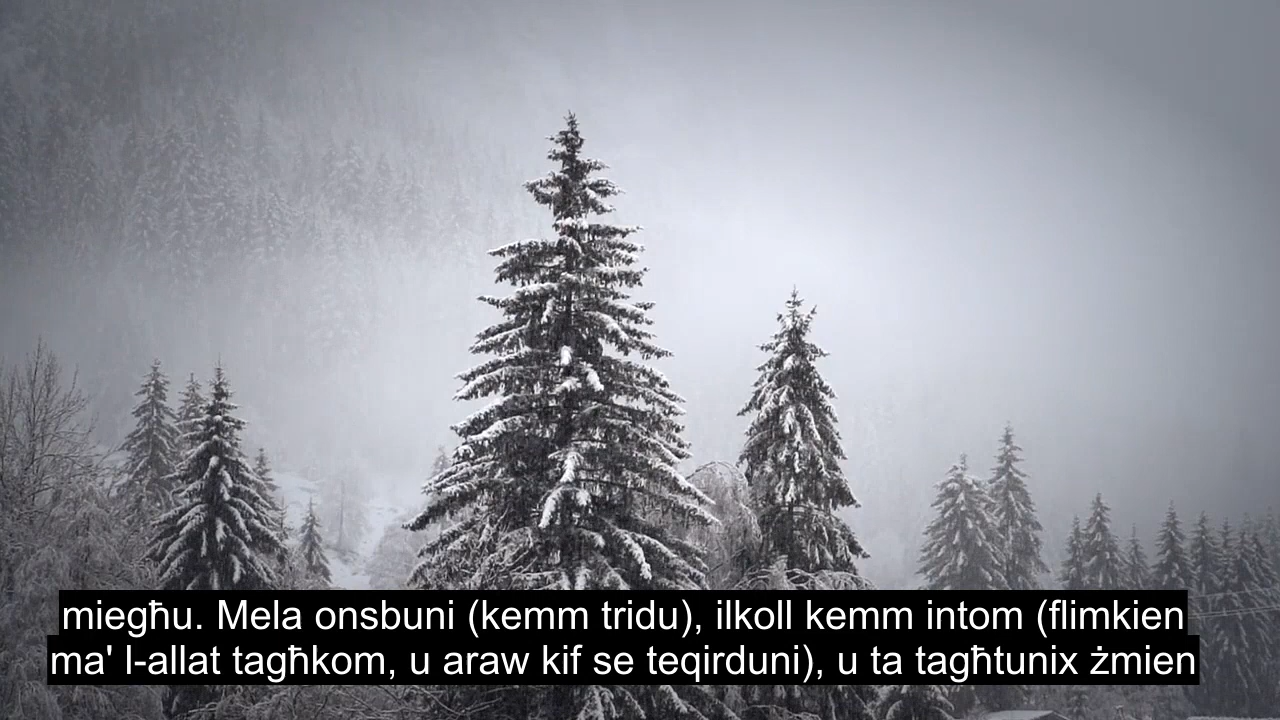 miegħu. Mela onsbuni (kemm tridu), ilkoll kemm intom (flimkien
ma' l-allat tagħkom, u araw kif se teqirduni), u ta tagħtunix żmien